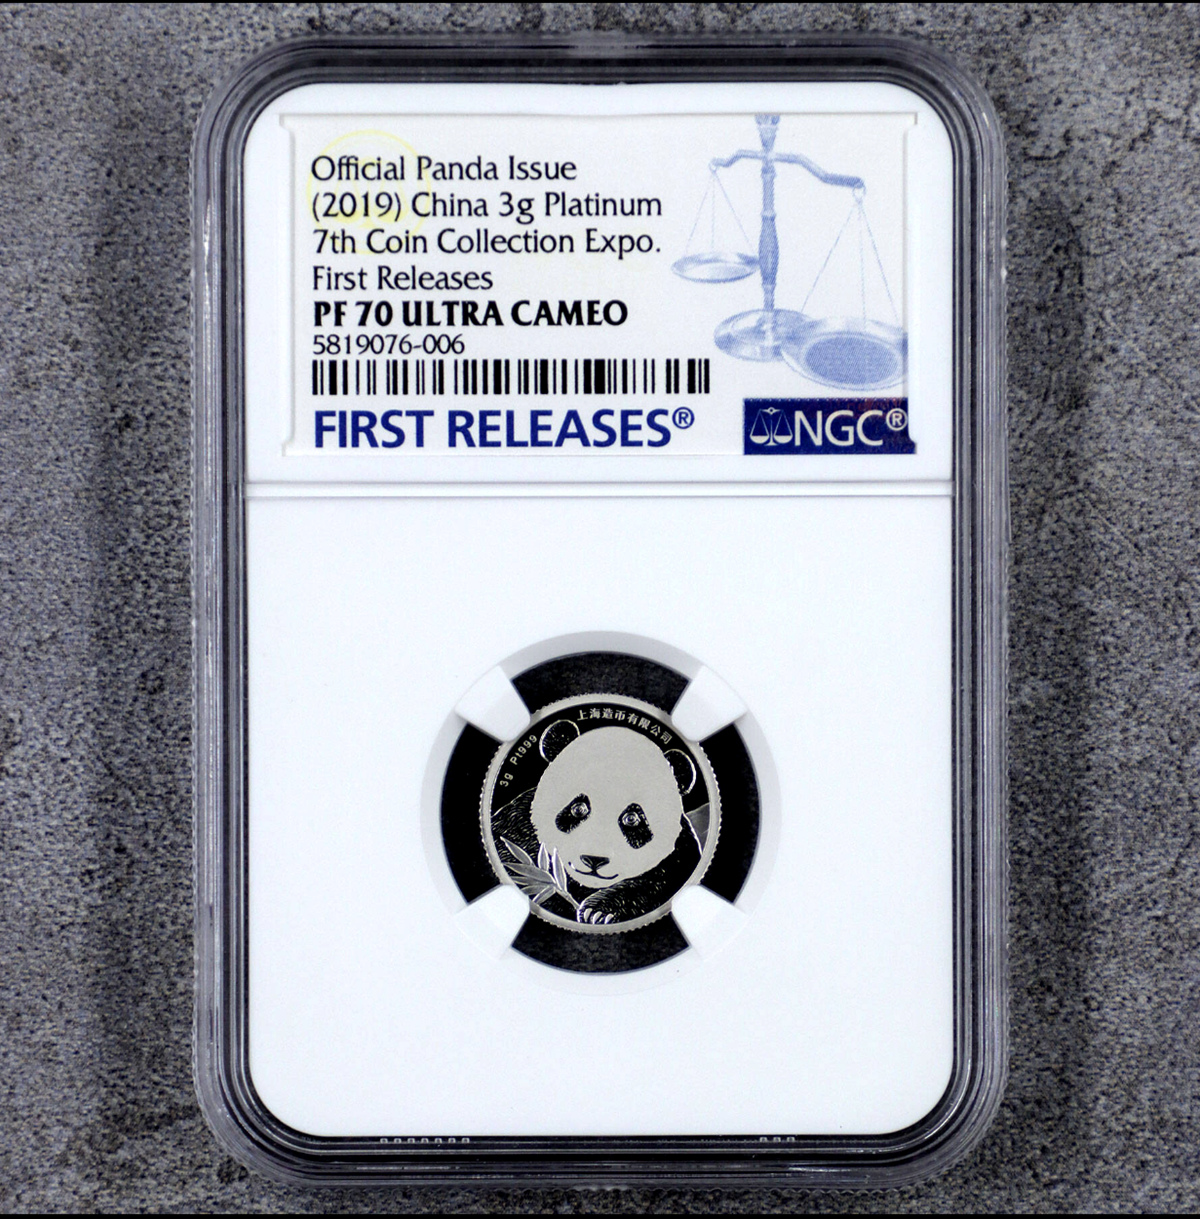 Official Panda Issue
(2019) China 3g Platinum
7th Coin Collection Expo.
First Releases
PF 70 ULTRA CAMEO
5819076-006
FIRST RELEASES®
NGC®
上海造币有限公司
3g Pt999